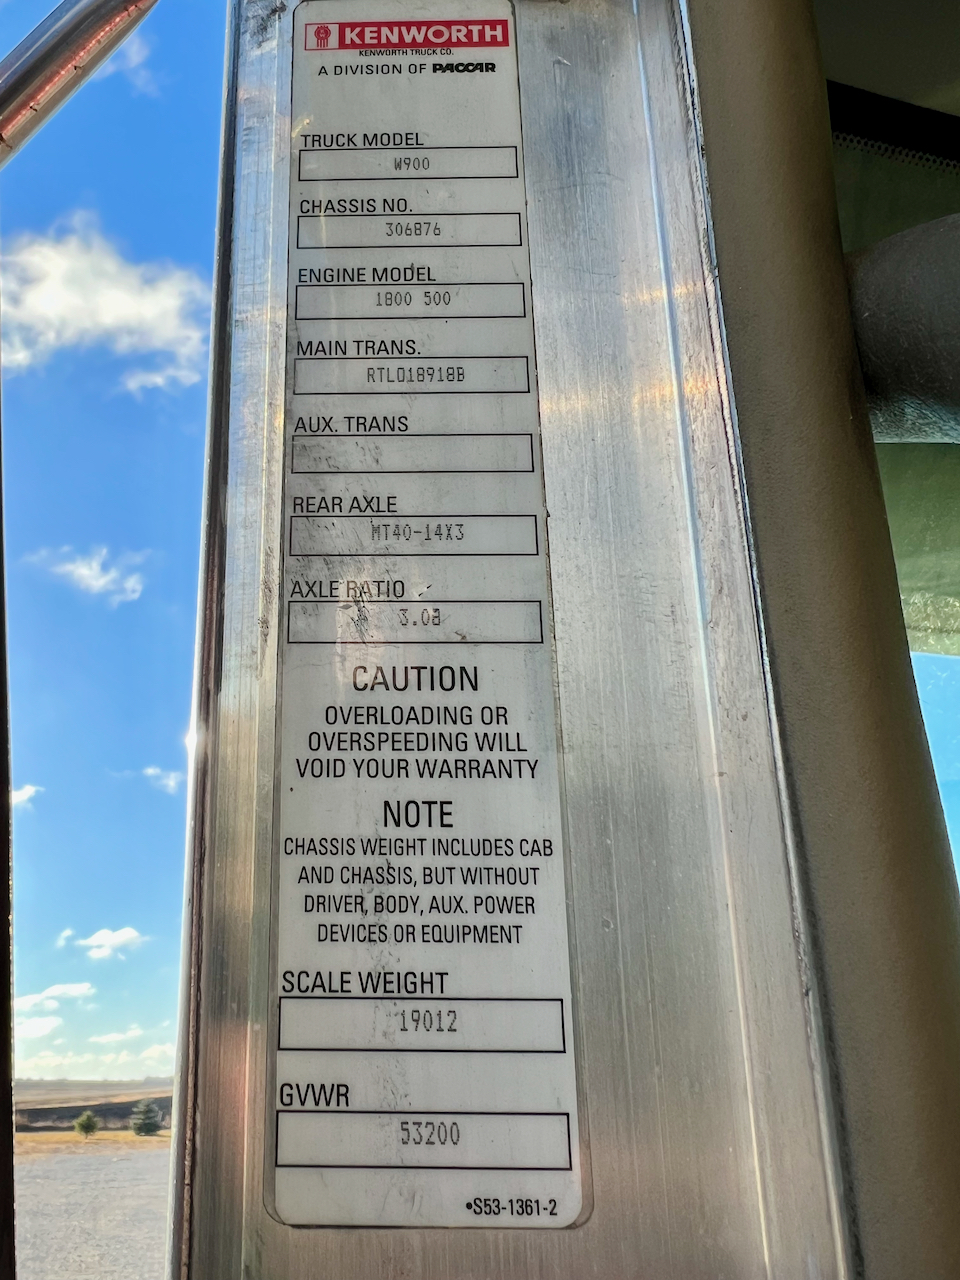 KENWORTH
KENWORTH TRUCK CO.
A DIVISION OF PACCAR
TRUCK MODEL
W900
CHASSIS NO.
306876
ENGINE MODEL
1800 500
MAIN TRANS.
RTLO18918B
AUX. TRANS
REAR AXLE
MT40-14X3
AXLE RATIO
3.08
CAUTION
OVERLOADING OR
OVERSPEEDING WILL
VOID YOUR WARRANTY
NOTE
CHASSIS WEIGHT INCLUDES CAB
AND CHASSIS, BUT WITHOUT
DRIVER, BODY, AUX. POWER
DEVICES OR EQUIPMENT
SCALE WEIGHT
19012
GVWR
53200
•S53-1361-2